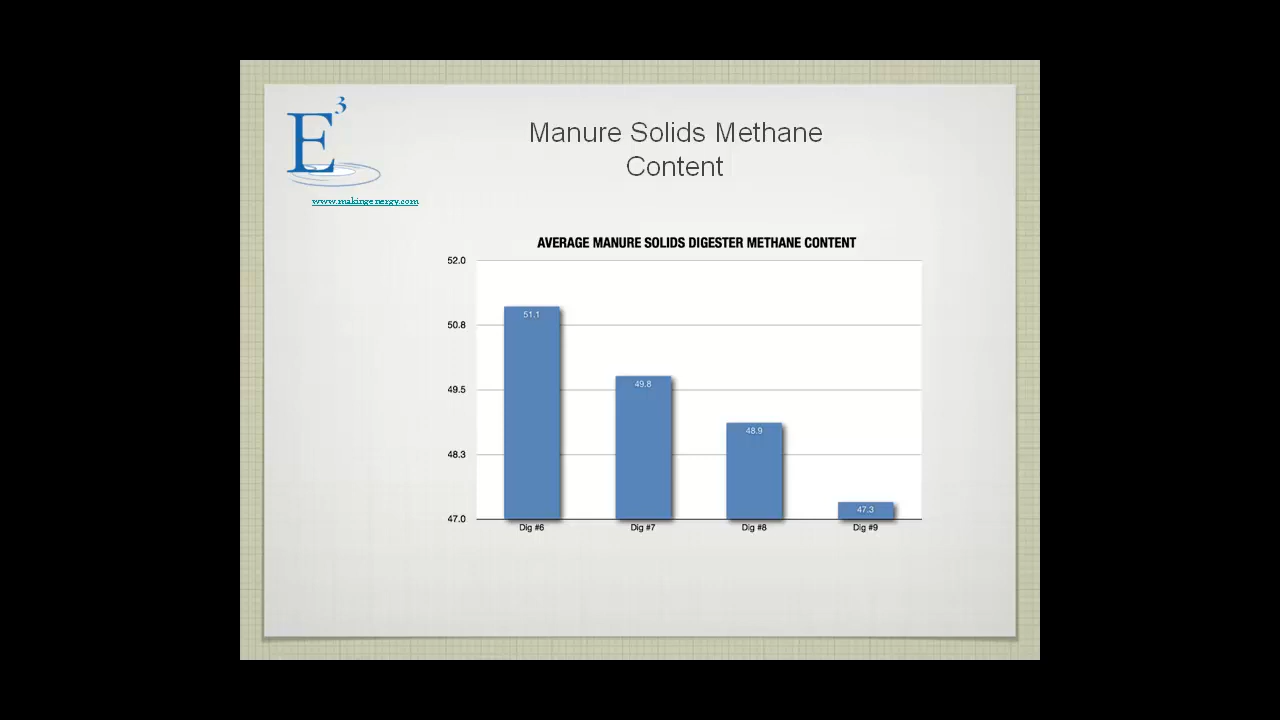 E3
Manure Solids Methane
Content
www.makingenergy.com
AVERAGE MANURE SOLIDS DIGESTER METHANE CONTENT
52.0
50.8
49.5
48.3
47.0
51.1
49.8
48.9
47.3
Dig #6 Dig #7 Dig #8 Dig #9